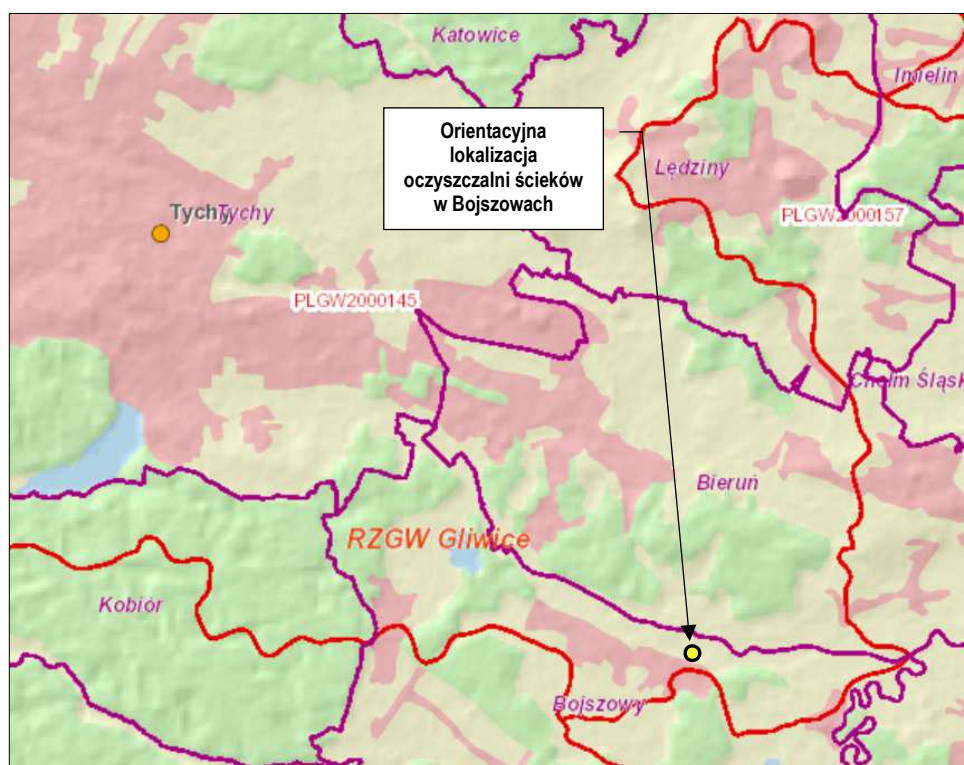 Katowice
Imielin
Orientacyjna
lokalizacja
oczyszczalni ścieków
w Bojszowach
Lędziny
Tychy
Tychy
PLGW2000157
PLGW2000145
Chełm Śląsk
Bieruń
RZGW Gliwice
Kobiór
Bojszowy